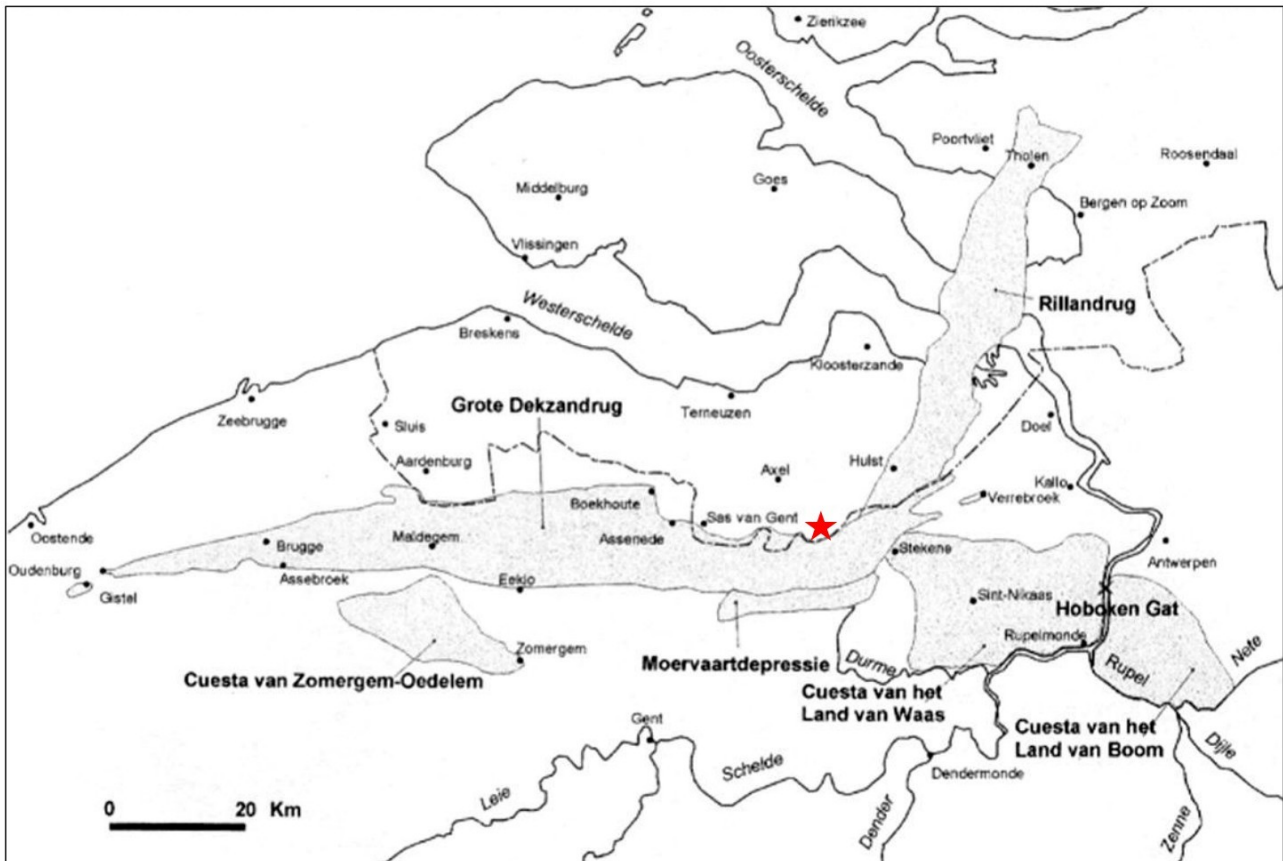 Zierikzee
Oosterschelde
Poortvliet
Tholen
Roosendaal
Middelburg
Goes
Bergen op Zoom
Vlissingen
Rillandrug
Westerschelde
Breskens
Kloosterzande
Zeebrugge
Grote Dekzandrug
Terneuzen
Sluis
Doel
Aardenburg
Axel
Hulst
Kallo
Boekhoute
Verrebroek
Oostende
Sas van Gent
Brugge
Maldegem
Assenede
Stekene
Antwerpen
Oudenburg
Assebroek
Gistel
Eeklo
Sint-Niklaas
Hoboken Gat
Rupelmonde
Zomergem
Moervaartdepressie
Durme
Rupel
Nete
Cuesta van Zomergem-Oedelem
Cuesta van het
Land van Waas
Cuesta van het
Land van Boom
Gent
Schelde
Dijle
Dendermonde
Leie
Dender
Zenne
0 20 Km